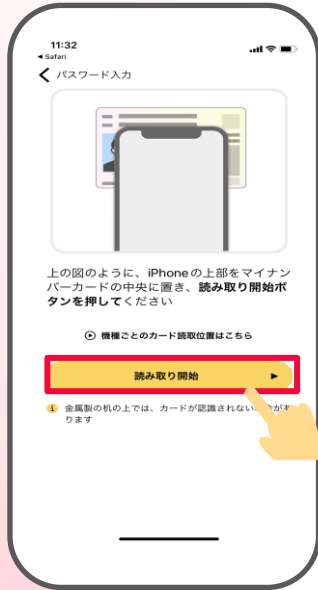 11:32
◀ Safari
パスワード入力
上の図のように、iPhoneの上部をマイナン
バーカードの中央に置き、読み取り開始ボ
タンを押してください
機種ごとのカード読取位置はこちら
読み取り開始
金属製の机の上では、カードが認識されない
ります